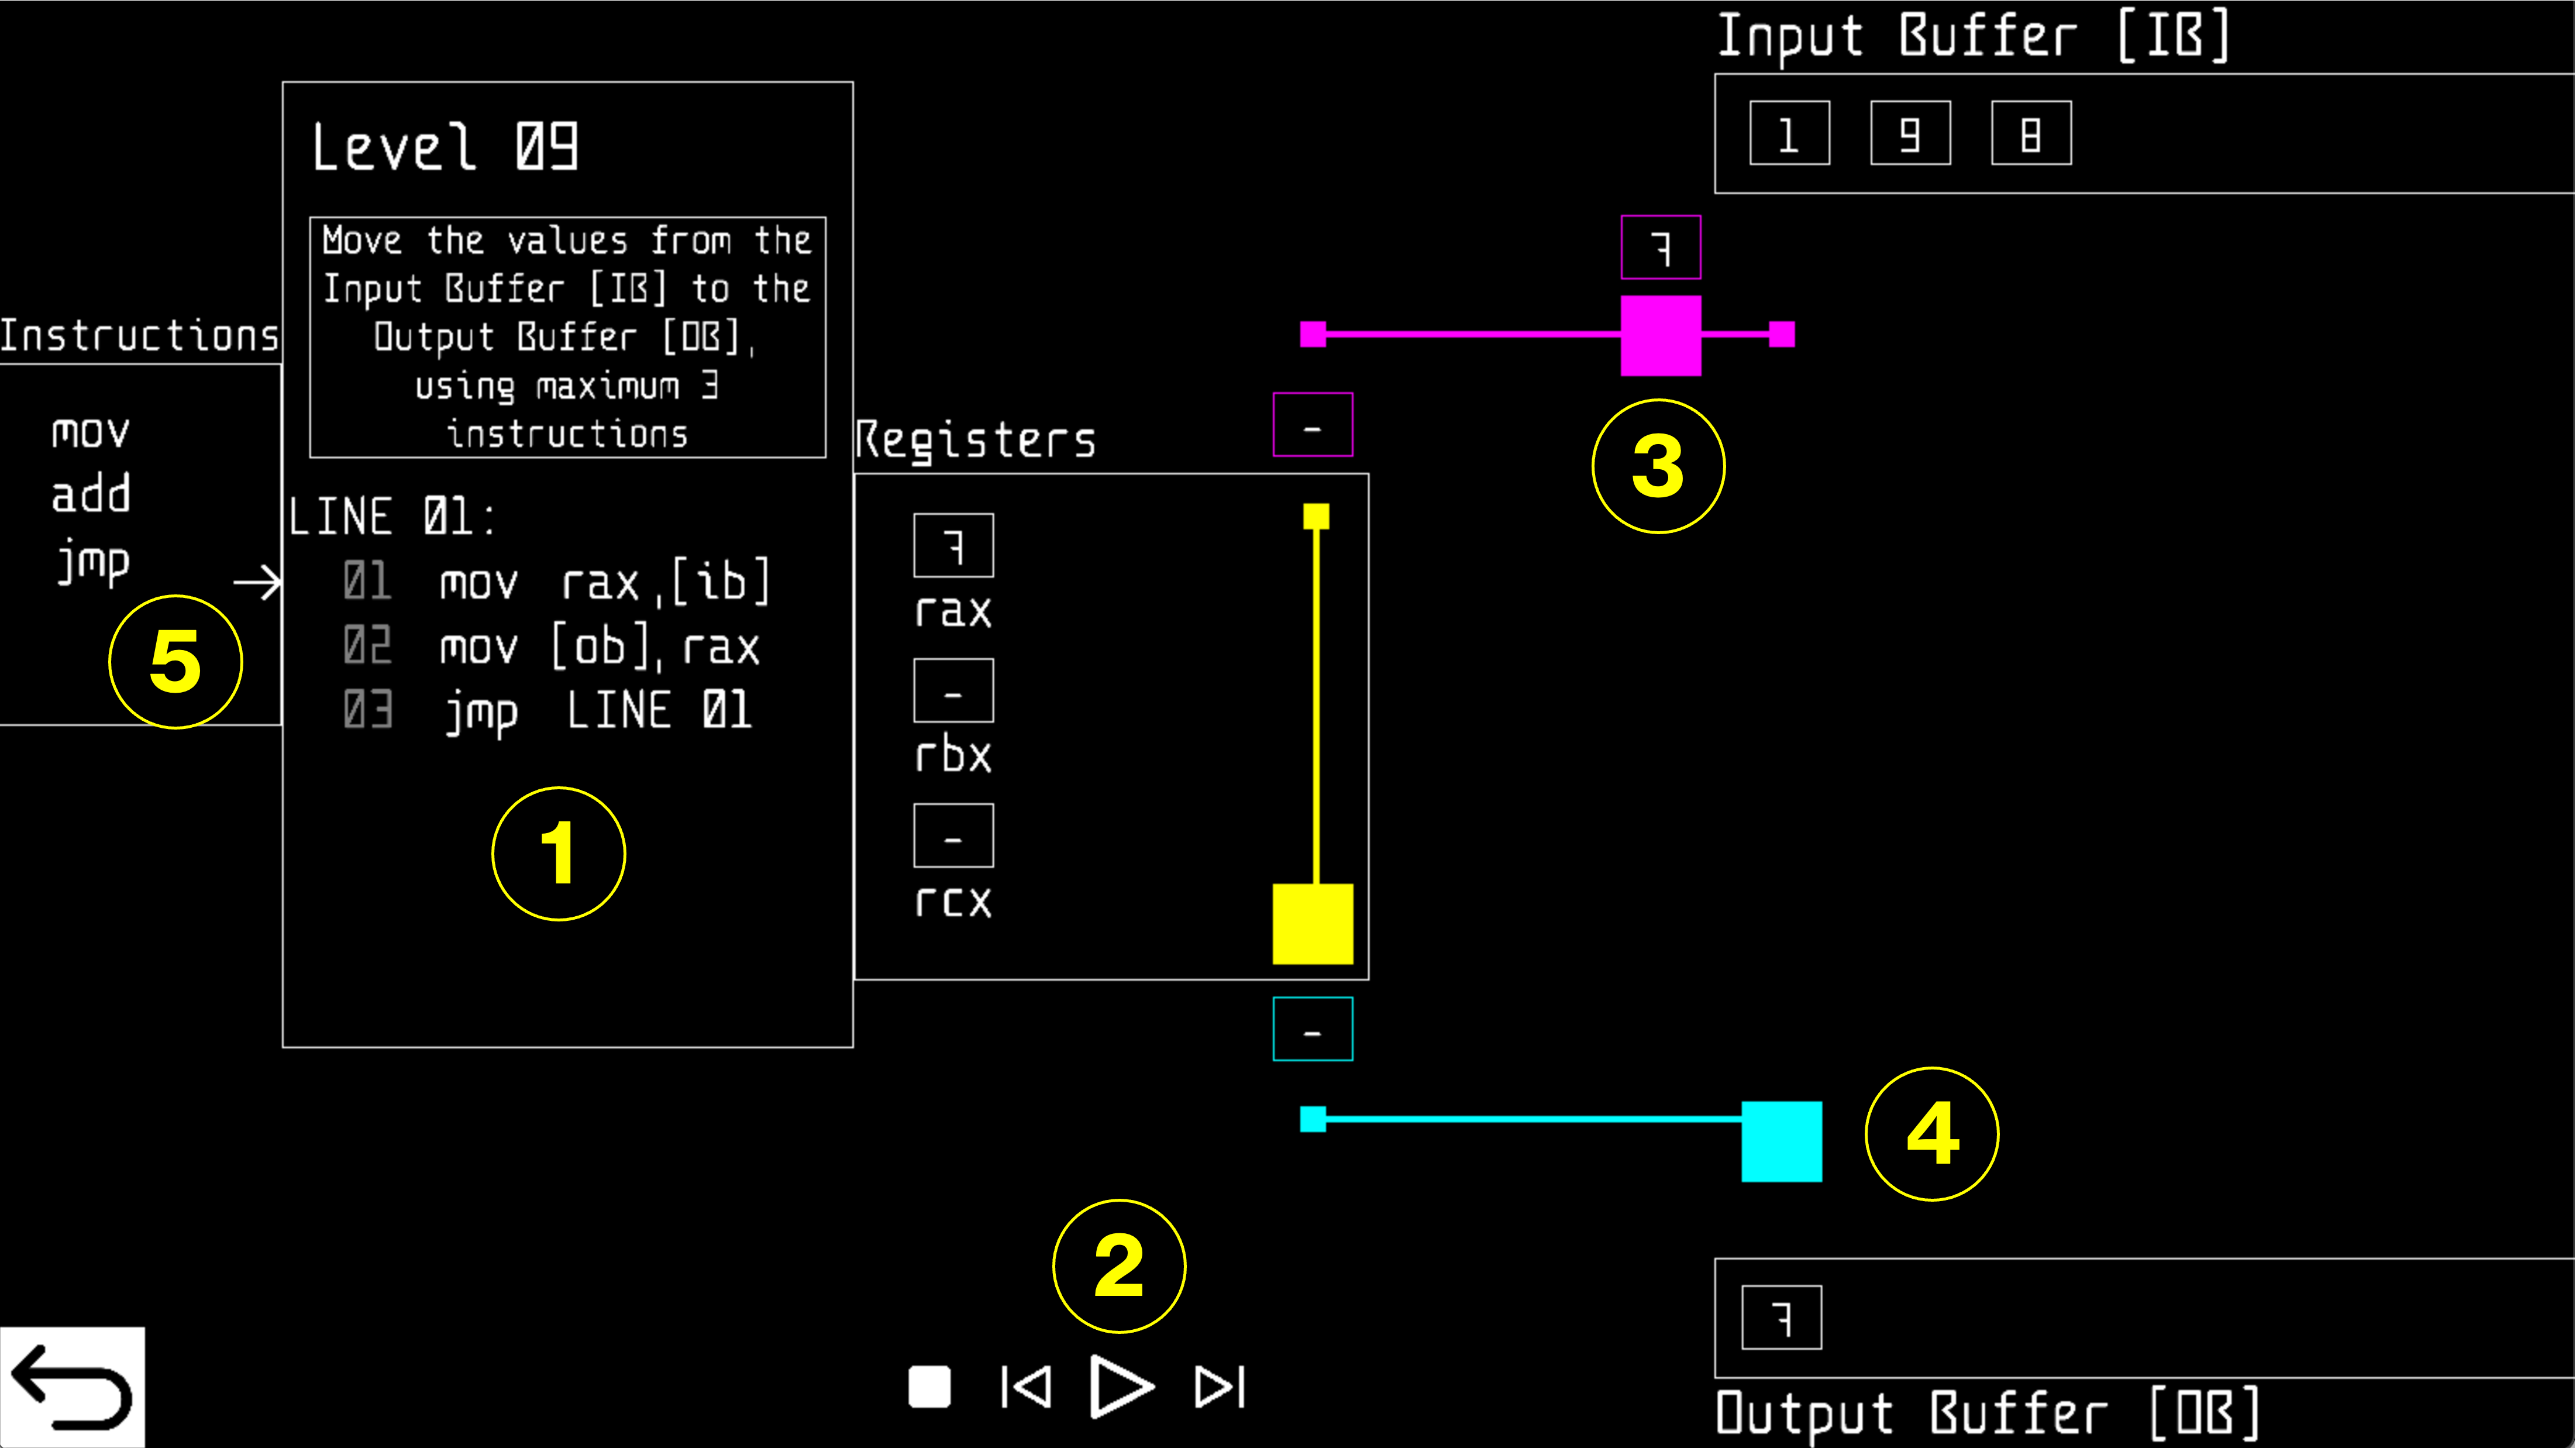 Input Buffer [IB]
1 9 8
Level 09
Move the values from the
Input Buffer [IB] to the
Output Buffer [OB],
using maximum 3
instructions
Instructions
mov
add
jmp
5
LINE 01:
01 mov rax,[ib]
02 mov [ob],rax
03 jmp LINE 01
1
Registers
7
rax
-
rbx
-
rcx
7
-
3
-
4
2
7
Output Buffer [OB]